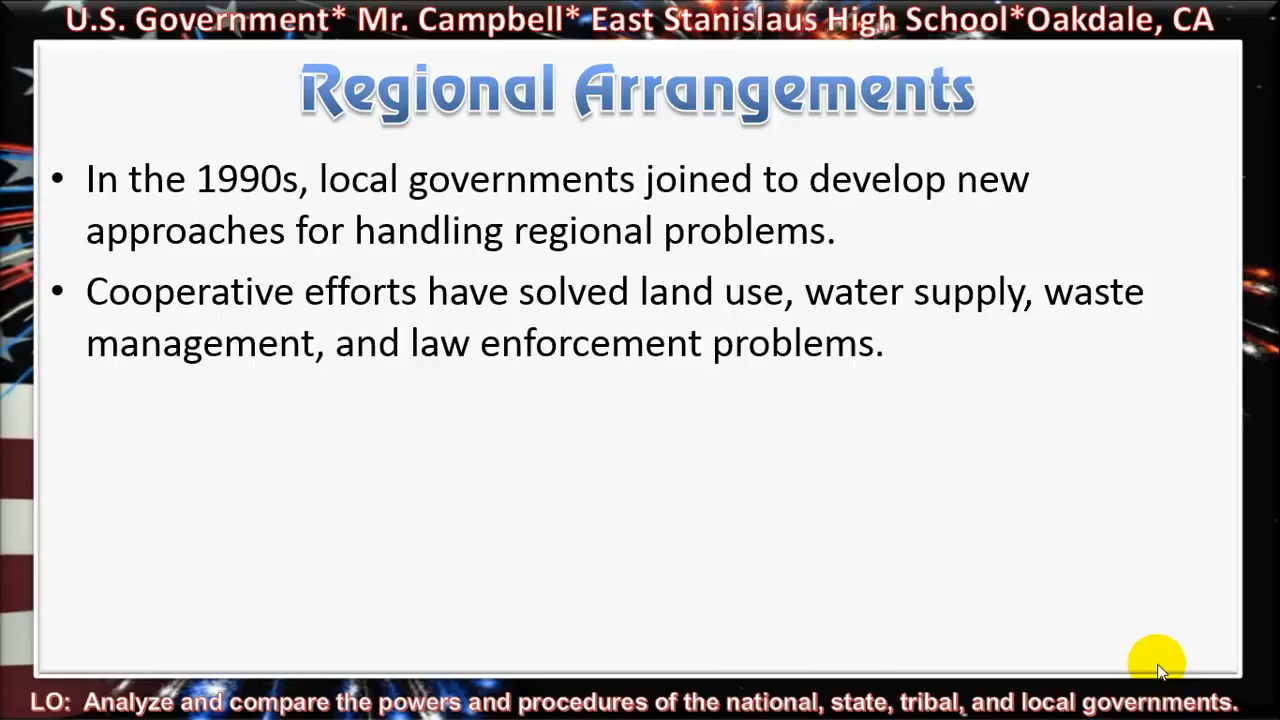 U.S. Government* Mr. Campbell* East Stanislaus High School*Oakdale, CA
Regional Arrangements
• In the 1990s, local governments joined to develop new
approaches for handling regional problems.
• Cooperative efforts have solved land use, water supply, waste
management, and law enforcement problems.
LO: Analyze and compare the powers and procedures of the national, state, tribal, and local governments.